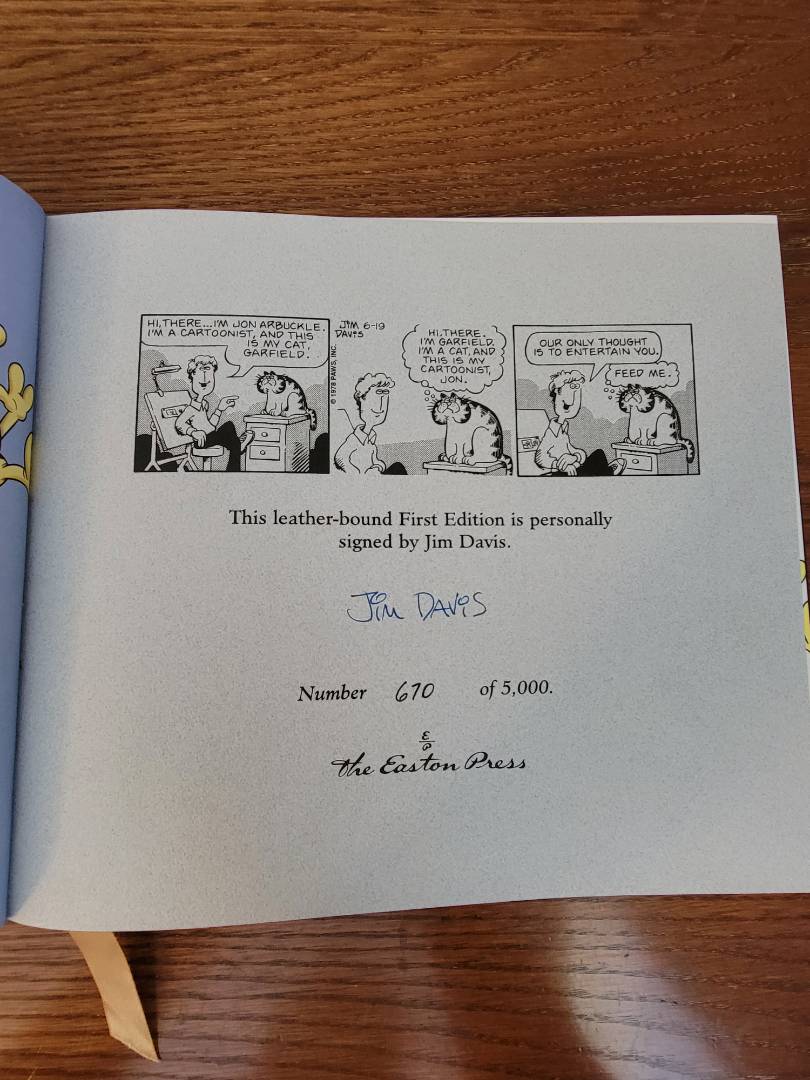 HI, THERE...I'M JON ARBUCKLE.
I'M A CARTOONIST, AND THIS
IS MY CAT,
GARFIELD.
JIM 6-19
DAVIS
© 1978 PAWS, INC.
HI, THERE.
I'M GARFIELD.
I'M A CAT, AND
THIS IS MY
CARTOONIST,
JON.
OUR ONLY THOUGHT
IS TO ENTERTAIN YOU.
FEED ME.
This leather-bound First Edition is personally
signed by Jim Davis.
JiM DAViS
Number 670 of 5,000.
E
P
The Easton Press